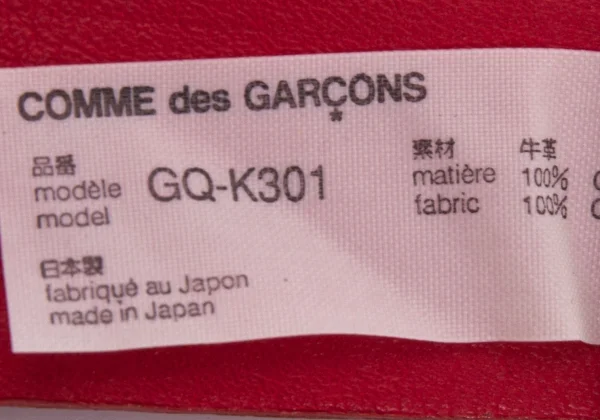 COMME des GARÇONS
*
品番
modèle
model
GQ-K301
素材 牛革
matière 100% C
fabric 100% C
日本製
fabriqué au Japon
made in Japan